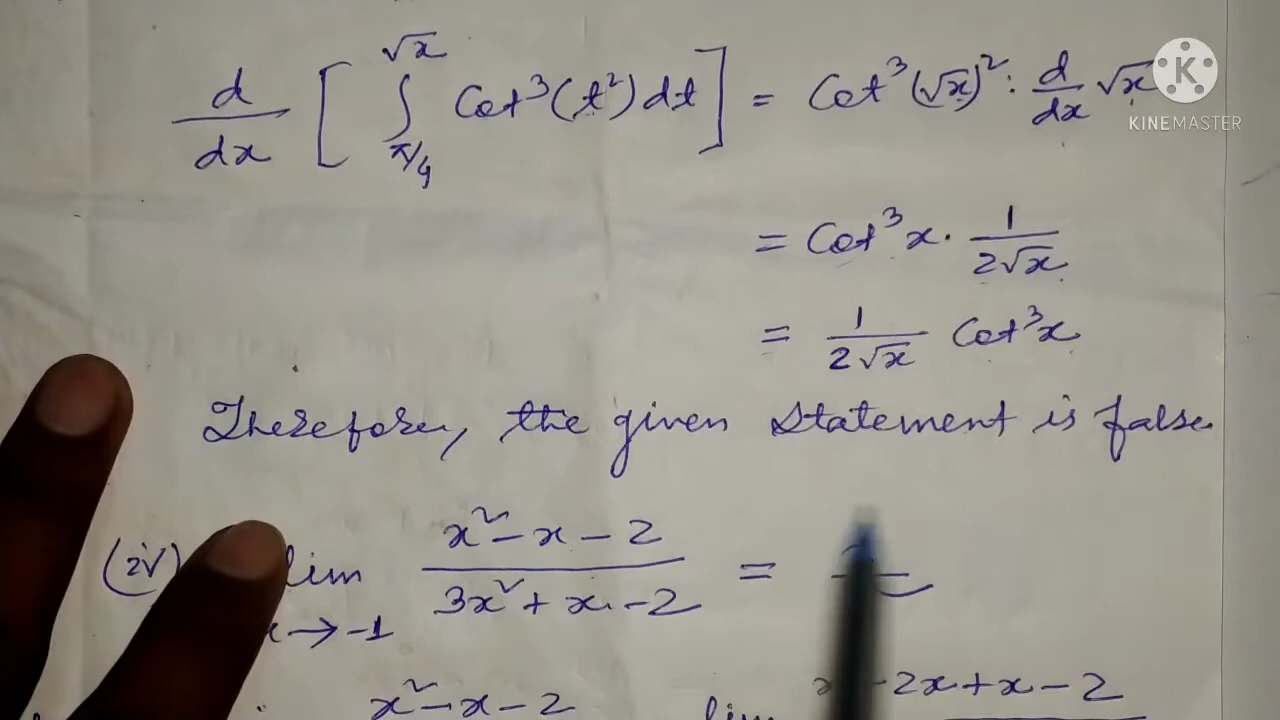 d/dx [ ∫_{π/4}^{√x} Cot³(t²) dt ] = Cot³(√x)² · d/dx √x
K
KINEMASTER
= Cot³x · 1/(2√x)
= 1/(2√x) Cot³x
Therefore, the given statement is false.
(iv) lim x→-1 (x² - x - 2)/(3x² + x - 2) =
x² - x - 2
lim - 2x + x - 2